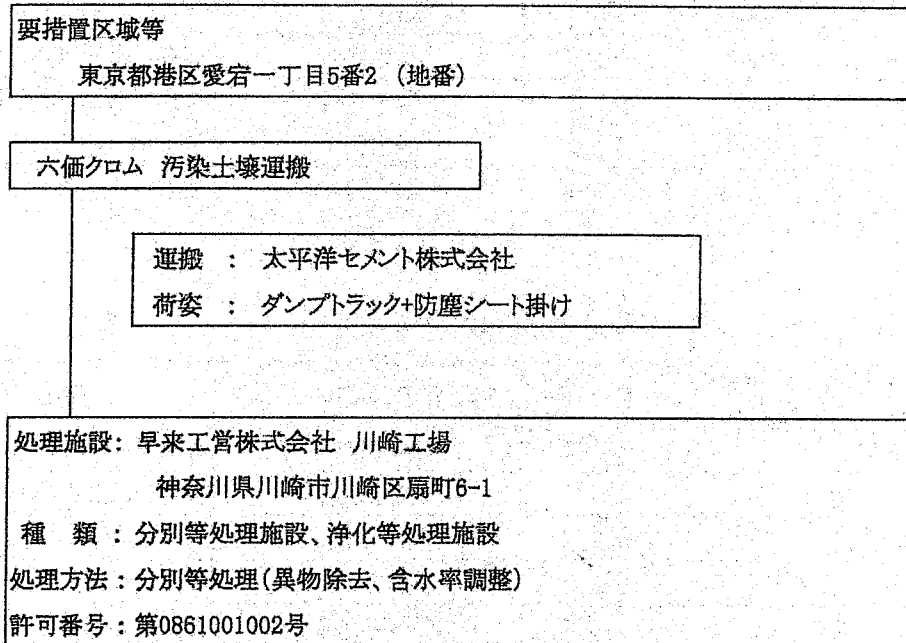 要措置区域等
東京都港区愛宕一丁目5番2 (地番)
六価クロム 汚染土壌運搬
運搬 : 太平洋セメント株式会社
荷姿 : ダンプトラック+防塵シート掛け
処理施設: 早来工営株式会社 川崎工場
神奈川県川崎市川崎区扇町6-1
種 類 : 分別等処理施設、浄化等処理施設
処理方法 : 分別等処理(異物除去、含水率調整)
許可番号 : 第0861001002号